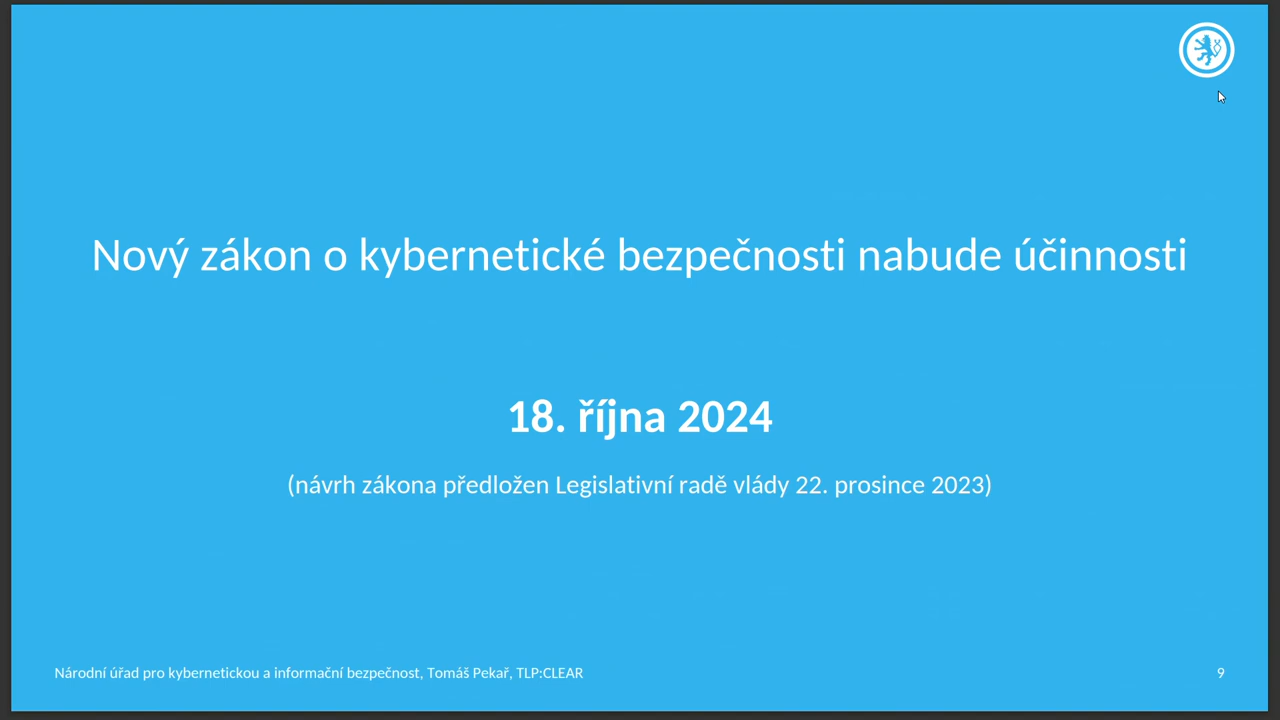 Nový zákon o kybernetické bezpečnosti nabude účinnosti
18. října 2024
(návrh zákona předložen Legislativní radě vlády 22. prosince 2023)
Národní úřad pro kybernetickou a informační bezpečnost, Tomáš Pekař, TLP:CLEAR
9